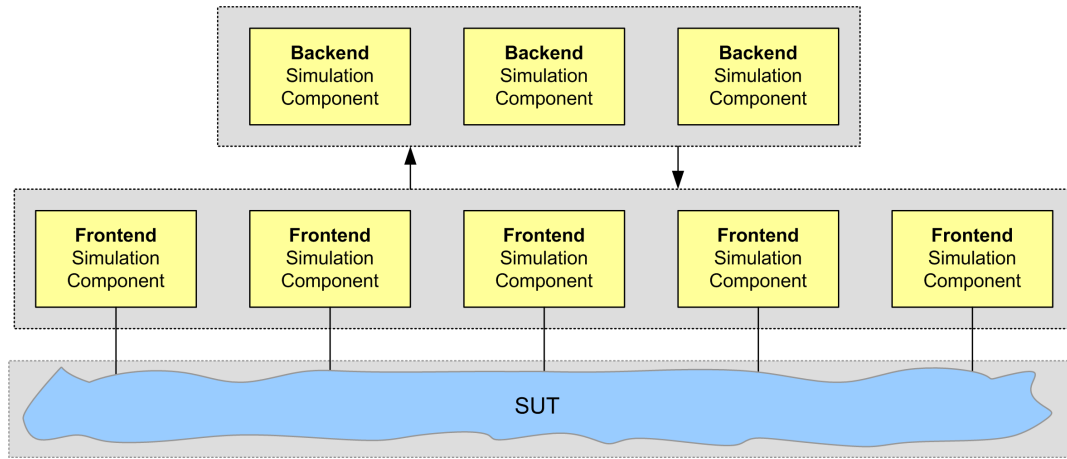 Backend
Simulation
Component
Backend
Simulation
Component
Backend
Simulation
Component
Frontend
Simulation
Component
Frontend
Simulation
Component
Frontend
Simulation
Component
Frontend
Simulation
Component
Frontend
Simulation
Component
SUT